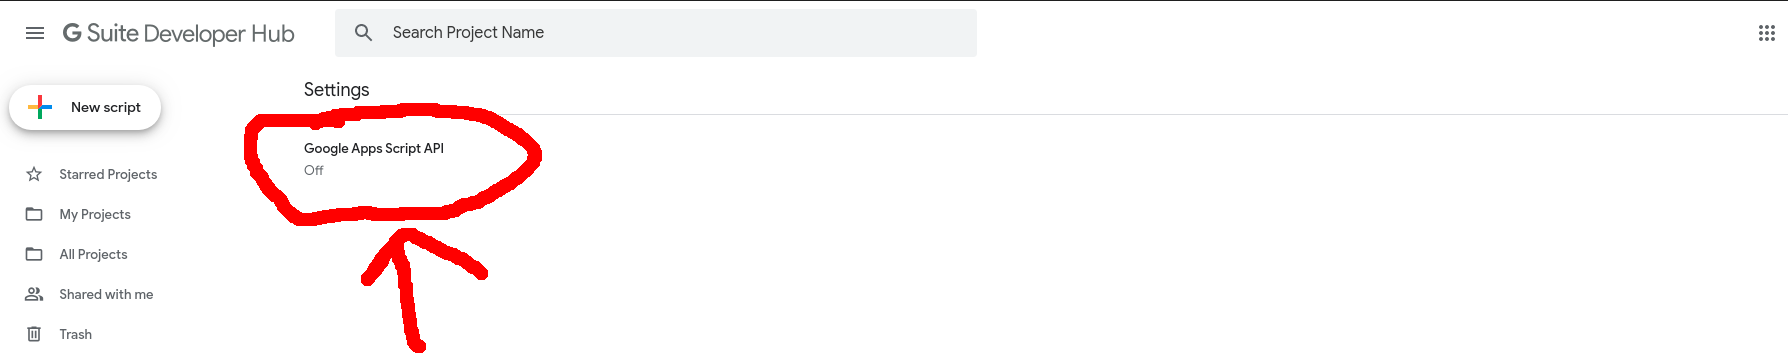 G Suite Developer Hub
Search Project Name
New script
Starred Projects
My Projects
All Projects
Shared with me
Trash
Settings
Google Apps Script API
Off